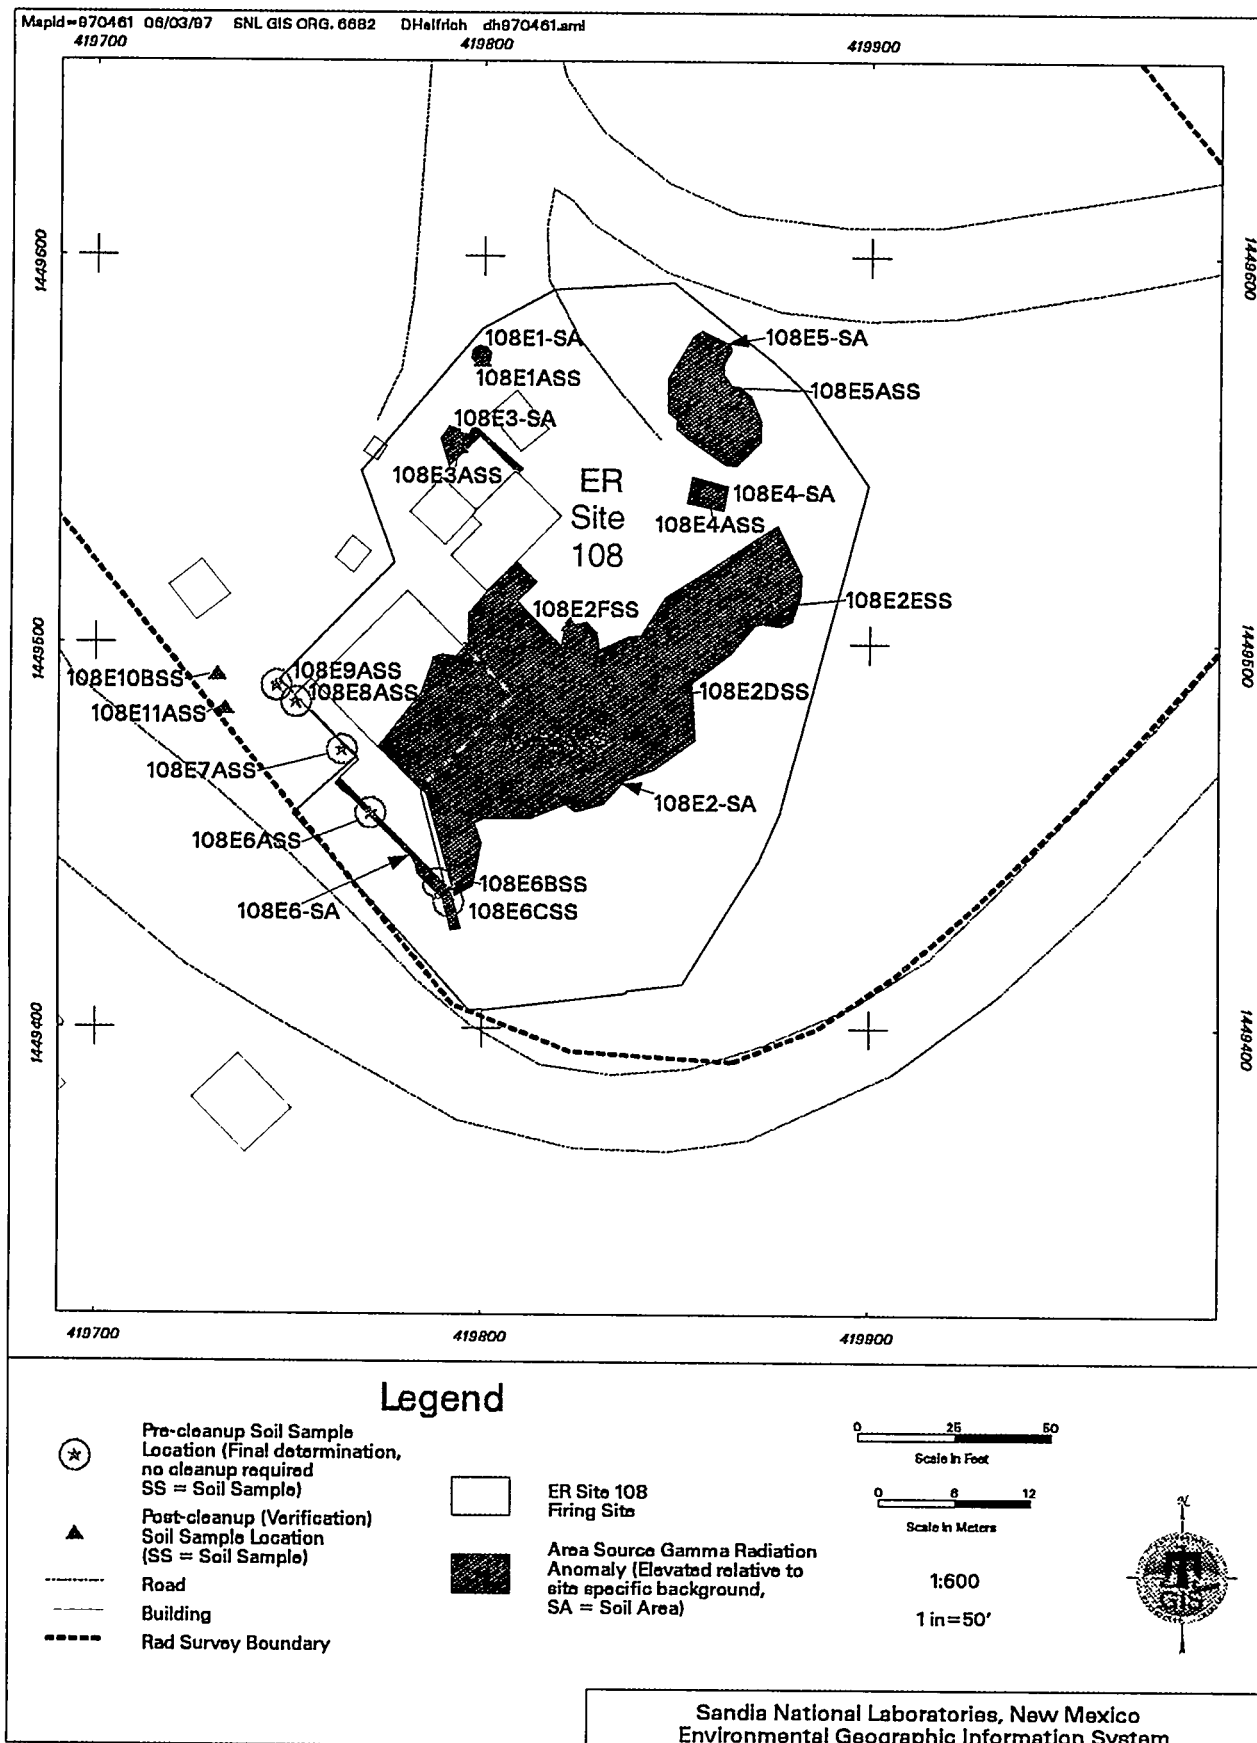 MapId=970461 06/03/97 SNL GIS ORG. 6682 DHelfrich dh970461.aml
419700
419800
419900
1449600
1449600
108E1-SA
108E5-SA
108E1ASS
108E5ASS
108E3-SA
108E3ASS
ER
Site
108
108E4-SA
108E4ASS
108E2ESS
108E2FSS
1449500
1449500
108E9ASS
108E10BSS
108E8ASS
108E2DSS
108E11ASS
108E7ASS
108E2-SA
108E6ASS
108E6BSS
108E6-SA
108E6CSS
1449400
1449400
419700
419800
419900
Legend
Pre-cleanup Soil Sample
Location (Final determination,
no cleanup required
SS = Soil Sample)
Post-cleanup (Verification)
Soil Sample Location
(SS = Soil Sample)
Road
Building
Rad Survey Boundary
ER Site 108
Firing Site
Area Source Gamma Radiation
Anomaly (Elevated relative to
site specific background,
SA = Soil Area)
0 25 50
Scale in Feet
0 6 12
Scale in Meters
1:600
1 in=50'
N
GIS
Sandia National Laboratories, New Mexico
Environmental Geographic Information System